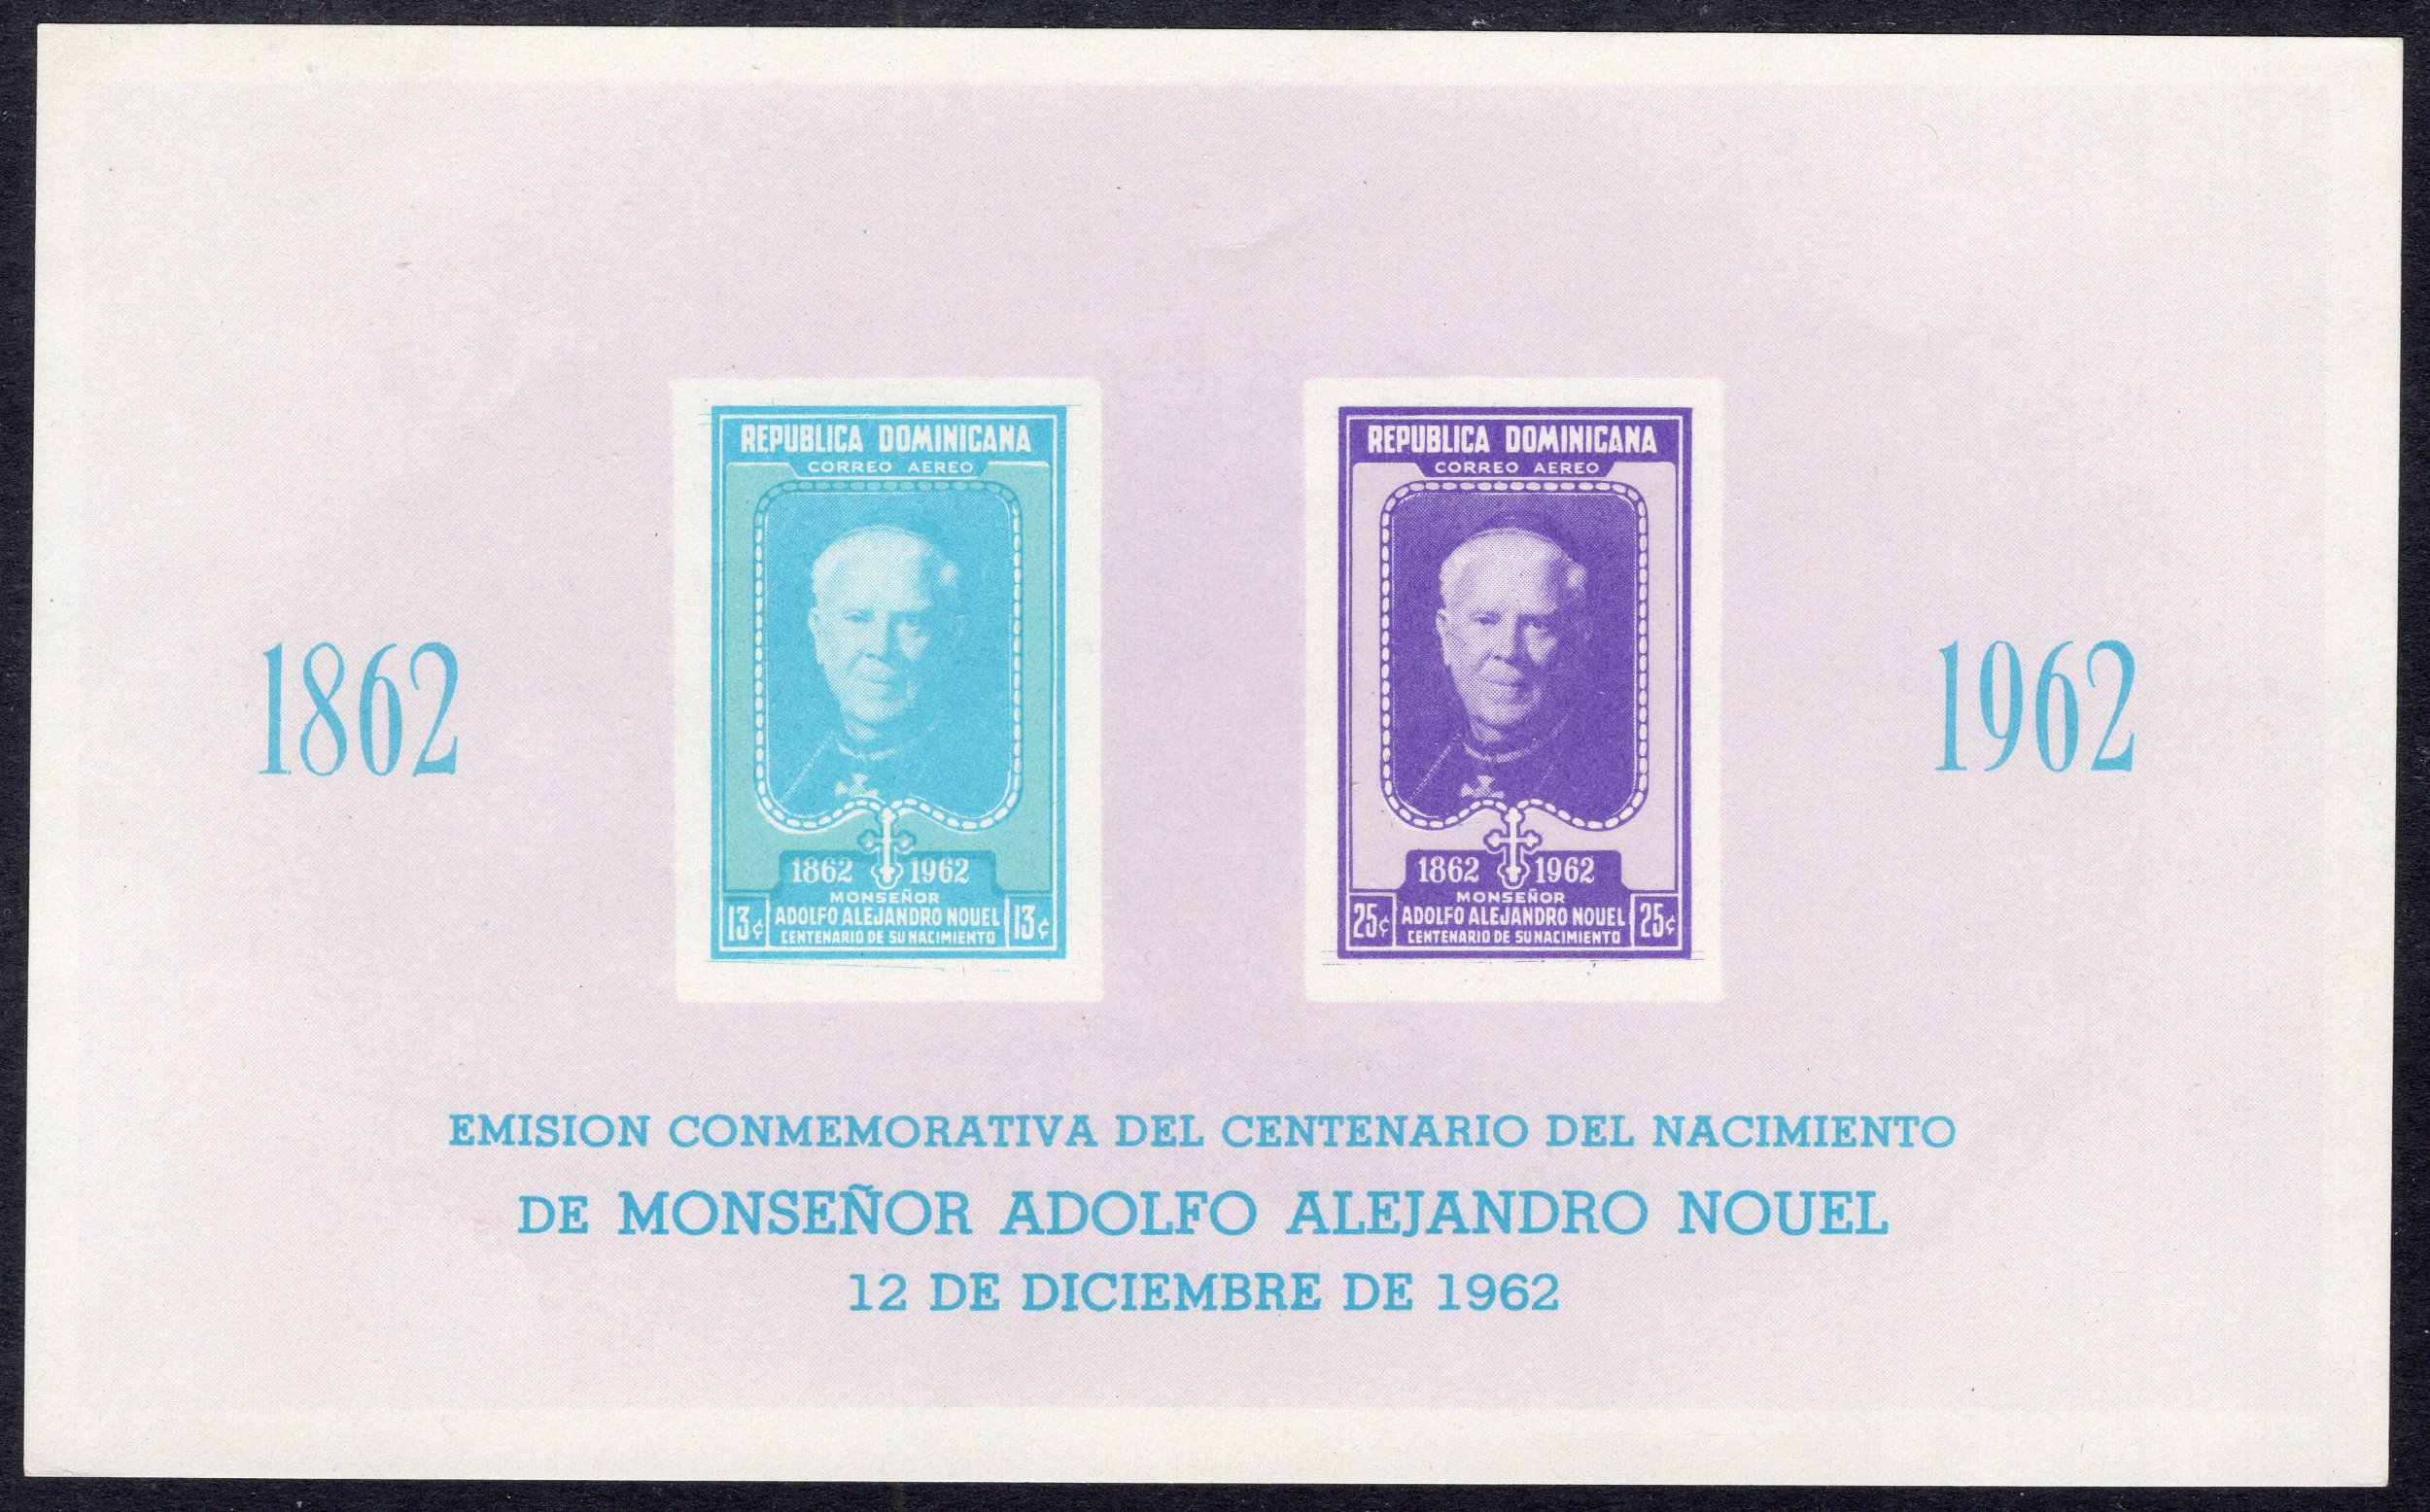 REPUBLICA DOMINICANA
CORREO AEREO
1862 1962
MONSEÑOR
13¢ ADOLFO ALEJANDRO NOUEL 13¢
CENTENARIO DE SU NACIMIENTO
REPUBLICA DOMINICANA
CORREO AEREO
1862 1962
MONSEÑOR
25¢ ADOLFO ALEJANDRO NOUEL 25¢
CENTENARIO DE SU NACIMIENTO
1862
1962
EMISION CONMEMORATIVA DEL CENTENARIO DEL NACIMIENTO
DE MONSEÑOR ADOLFO ALEJANDRO NOUEL
12 DE DICIEMBRE DE 1962